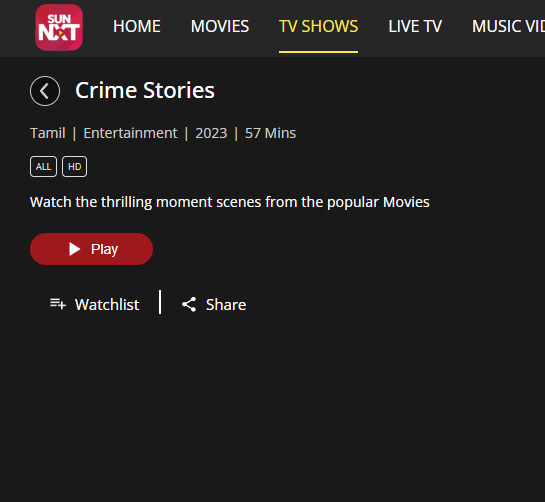 SUN
NXT
HOME MOVIES TV SHOWS LIVE TV MUSIC VID
Crime Stories
Tamil | Entertainment | 2023 | 57 Mins
ALL HD
Watch the thrilling moment scenes from the popular Movies
Play
Watchlist Share